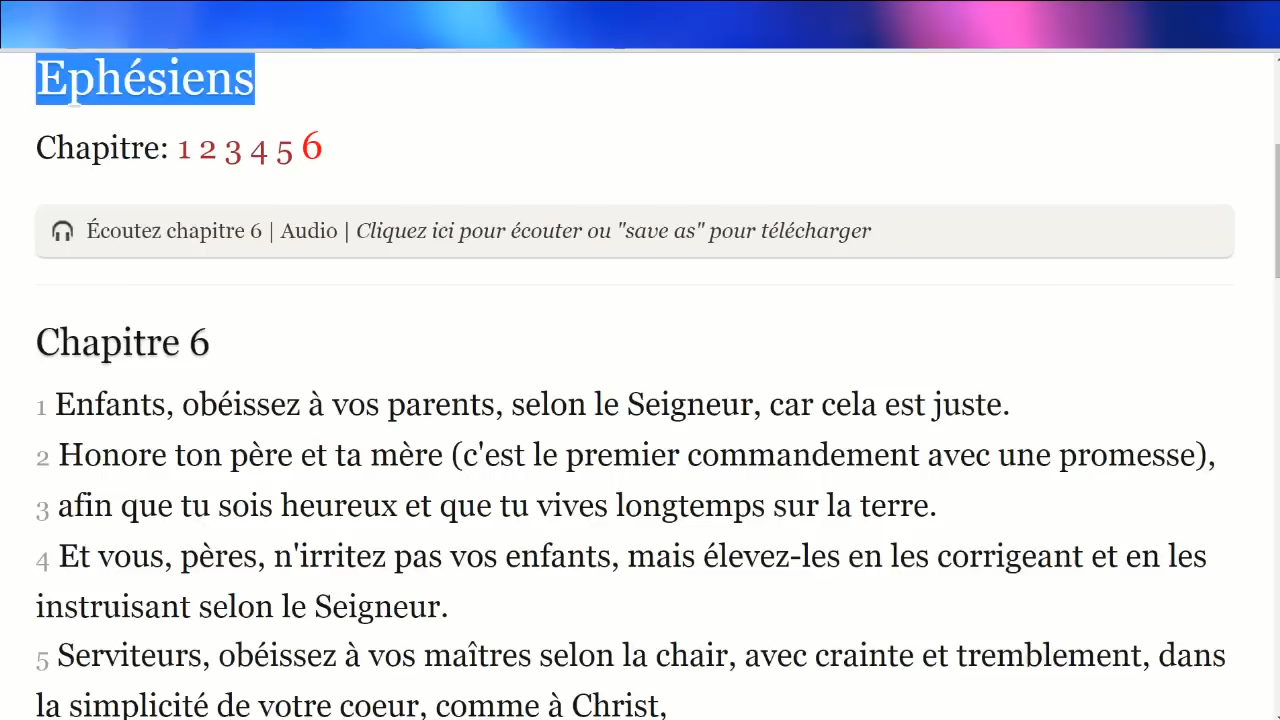 Ephésiens
Chapitre: 1 2 3 4 5 6
Écoutez chapitre 6 | Audio | Cliquez ici pour écouter ou "save as" pour télécharger
Chapitre 6
1 Enfants, obéissez à vos parents, selon le Seigneur, car cela est juste.
2 Honore ton père et ta mère (c'est le premier commandement avec une promesse),
3 afin que tu sois heureux et que tu vives longtemps sur la terre.
4 Et vous, pères, n'irritez pas vos enfants, mais élevez-les en les corrigeant et en les
instruisant selon le Seigneur.
5 Serviteurs, obéissez à vos maîtres selon la chair, avec crainte et tremblement, dans
la simplicité de votre coeur, comme à Christ,